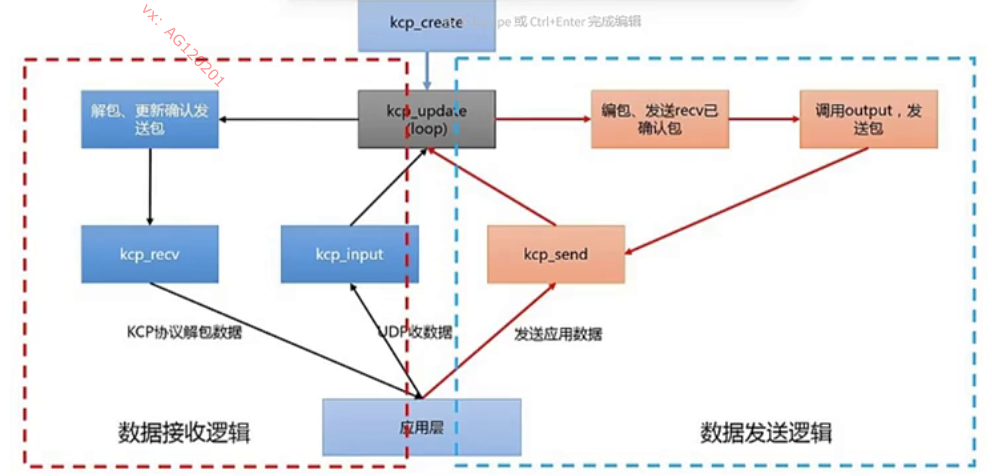 kcp_create
或 Ctrl+Enter 完成编辑
vx: AG120201
解包、更新确认发
送包
kcp_update
(loop)
编包、发送recv已
确认包
调用output，发
送包
kcp_recv
kcp_input
kcp_send
KCP协议解包数据
UDP收数据
发送应用数据
数据接收逻辑
应用层
数据发送逻辑